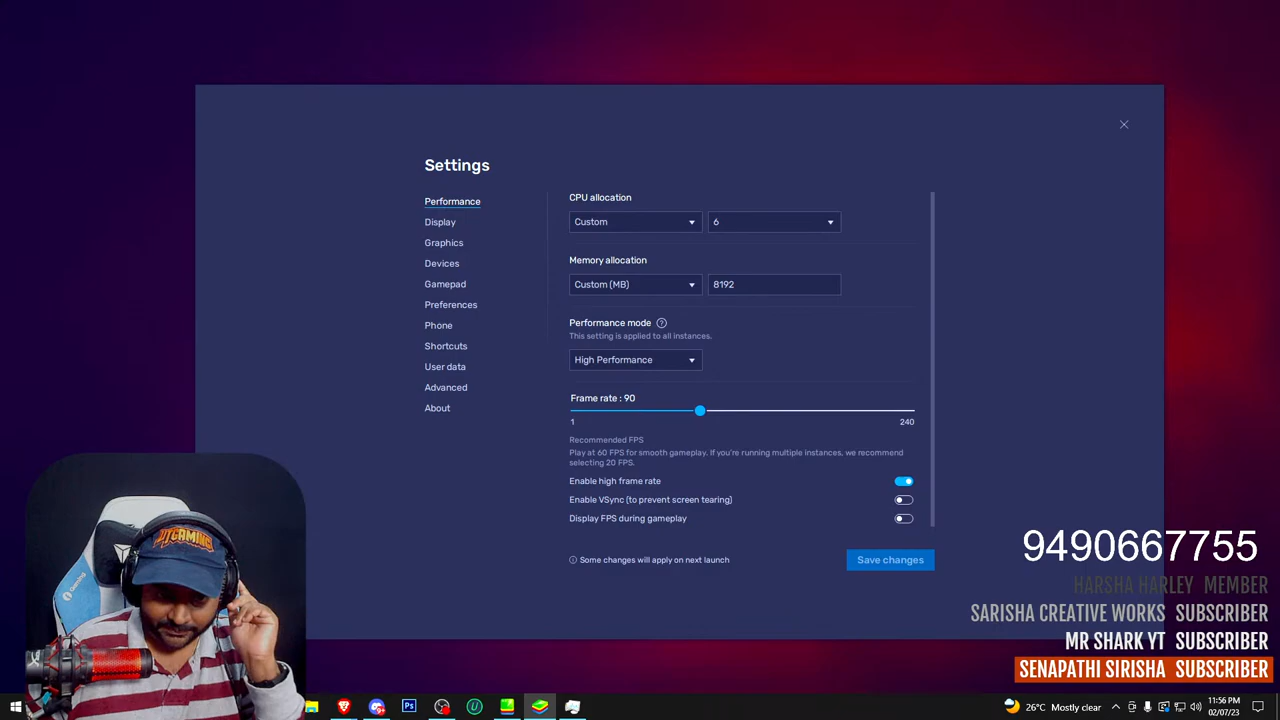 Settings
Performance
Display
Graphics
Devices
Gamepad
Preferences
Phone
Shortcuts
User data
Advanced
About
CPU allocation
Custom 6
Memory allocation
Custom (MB) 8192
Performance mode ?
This setting is applied to all instances.
High Performance
Frame rate : 90
1 240
Recommended FPS
Play at 60 FPS for smooth gameplay. If you're running multiple instances, we recommend
selecting 20 FPS.
Enable high frame rate
Enable VSync (to prevent screen tearing)
Display FPS during gameplay
Some changes will apply on next launch
Save changes
9490667755
HARSHA HARLEY MEMBER
SARISHA CREATIVE WORKS SUBSCRIBER
MR SHARK YT SUBSCRIBER
SENAPATHI SIRISHA SUBSCRIBER
Ps
26°C Mostly clear
11:56 PM
02/07/23